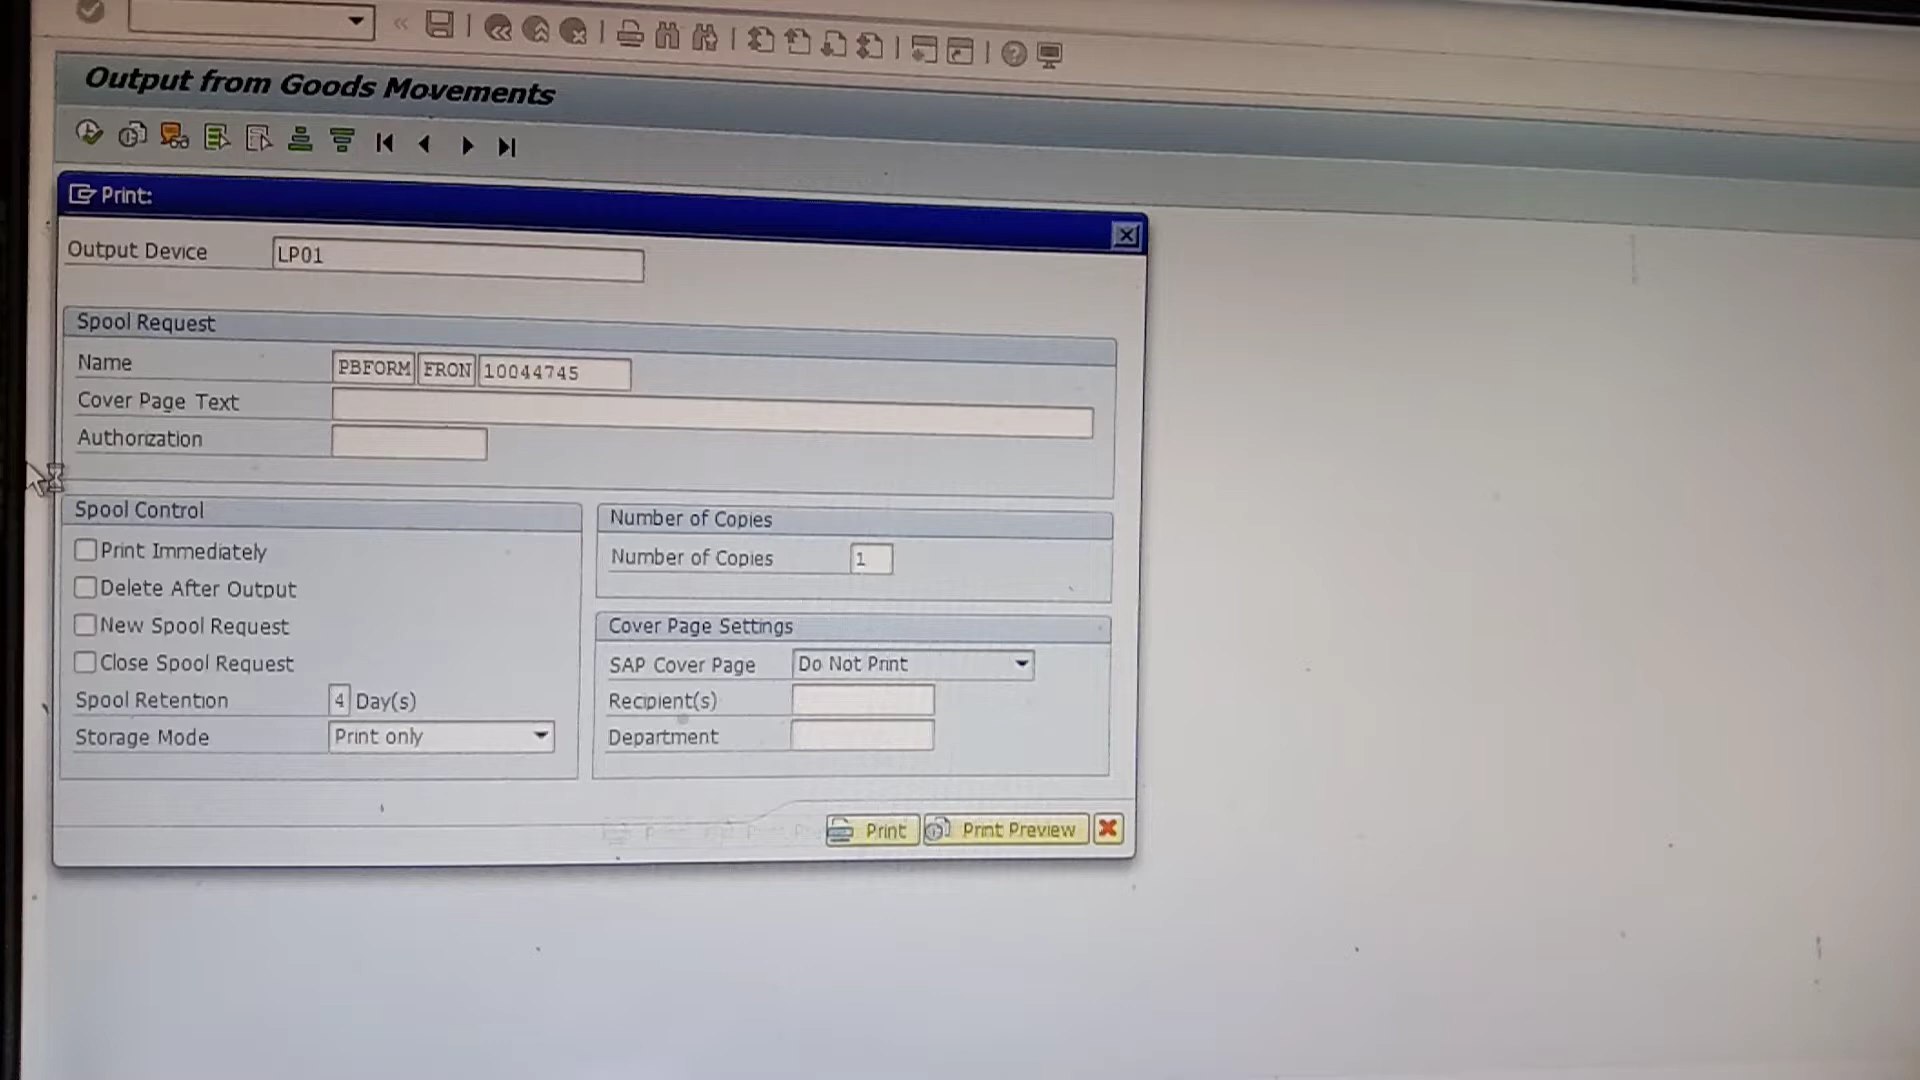 Output from Goods Movements
Print:
Output Device LP01
Spool Request
Name PBFORM FRON 10044745
Cover Page Text
Authorization
Spool Control
Print Immediately
Delete After Output
New Spool Request
Close Spool Request
Spool Retention 4 Day(s)
Storage Mode Print only
Number of Copies
Number of Copies 1
Cover Page Settings
SAP Cover Page Do Not Print
Recipient(s)
Department
Print Print Preview